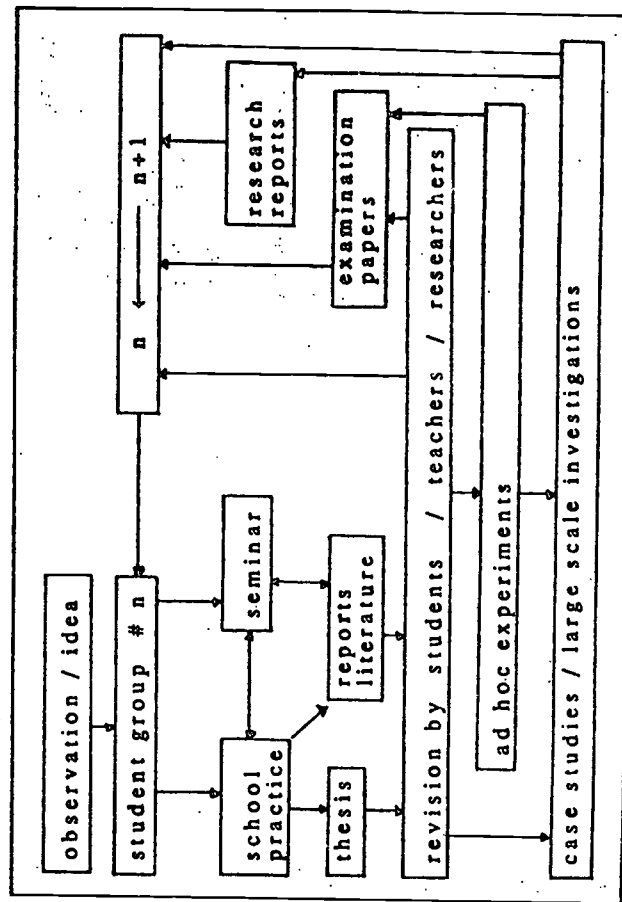 observation / idea
student group # n
n ← n+1
school
practice
seminar
research
reports
thesis
reports
literature
examination
papers
revision by students / teachers / researchers
ad hoc experiments
case studies / large scale investigations